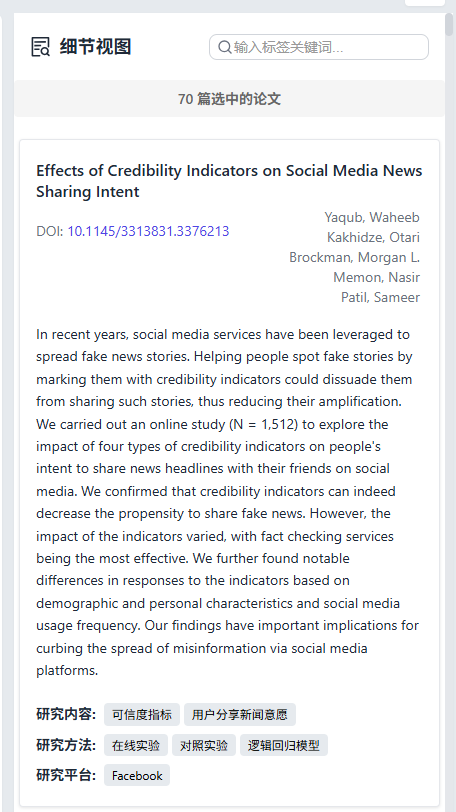 细节视图
输入标签关键词...
70 篇选中的论文
Effects of Credibility Indicators on Social Media News
Sharing Intent
DOI: 10.1145/3313831.3376213
Yaqub, Waheeb
Kakhidze, Otari
Brockman, Morgan L.
Memon, Nasir
Patil, Sameer
In recent years, social media services have been leveraged to
spread fake news stories. Helping people spot fake stories by
marking them with credibility indicators could dissuade them
from sharing such stories, thus reducing their amplification.
We carried out an online study (N = 1,512) to explore the
impact of four types of credibility indicators on people's
intent to share news headlines with their friends on social
media. We confirmed that credibility indicators can indeed
decrease the propensity to share fake news. However, the
impact of the indicators varied, with fact checking services
being the most effective. We further found notable
differences in responses to the indicators based on
demographic and personal characteristics and social media
usage frequency. Our findings have important implications for
curbing the spread of misinformation via social media
platforms.
研究内容: 可信度指标 用户分享新闻意愿
研究方法: 在线实验 对照实验 逻辑回归模型
研究平台: Facebook